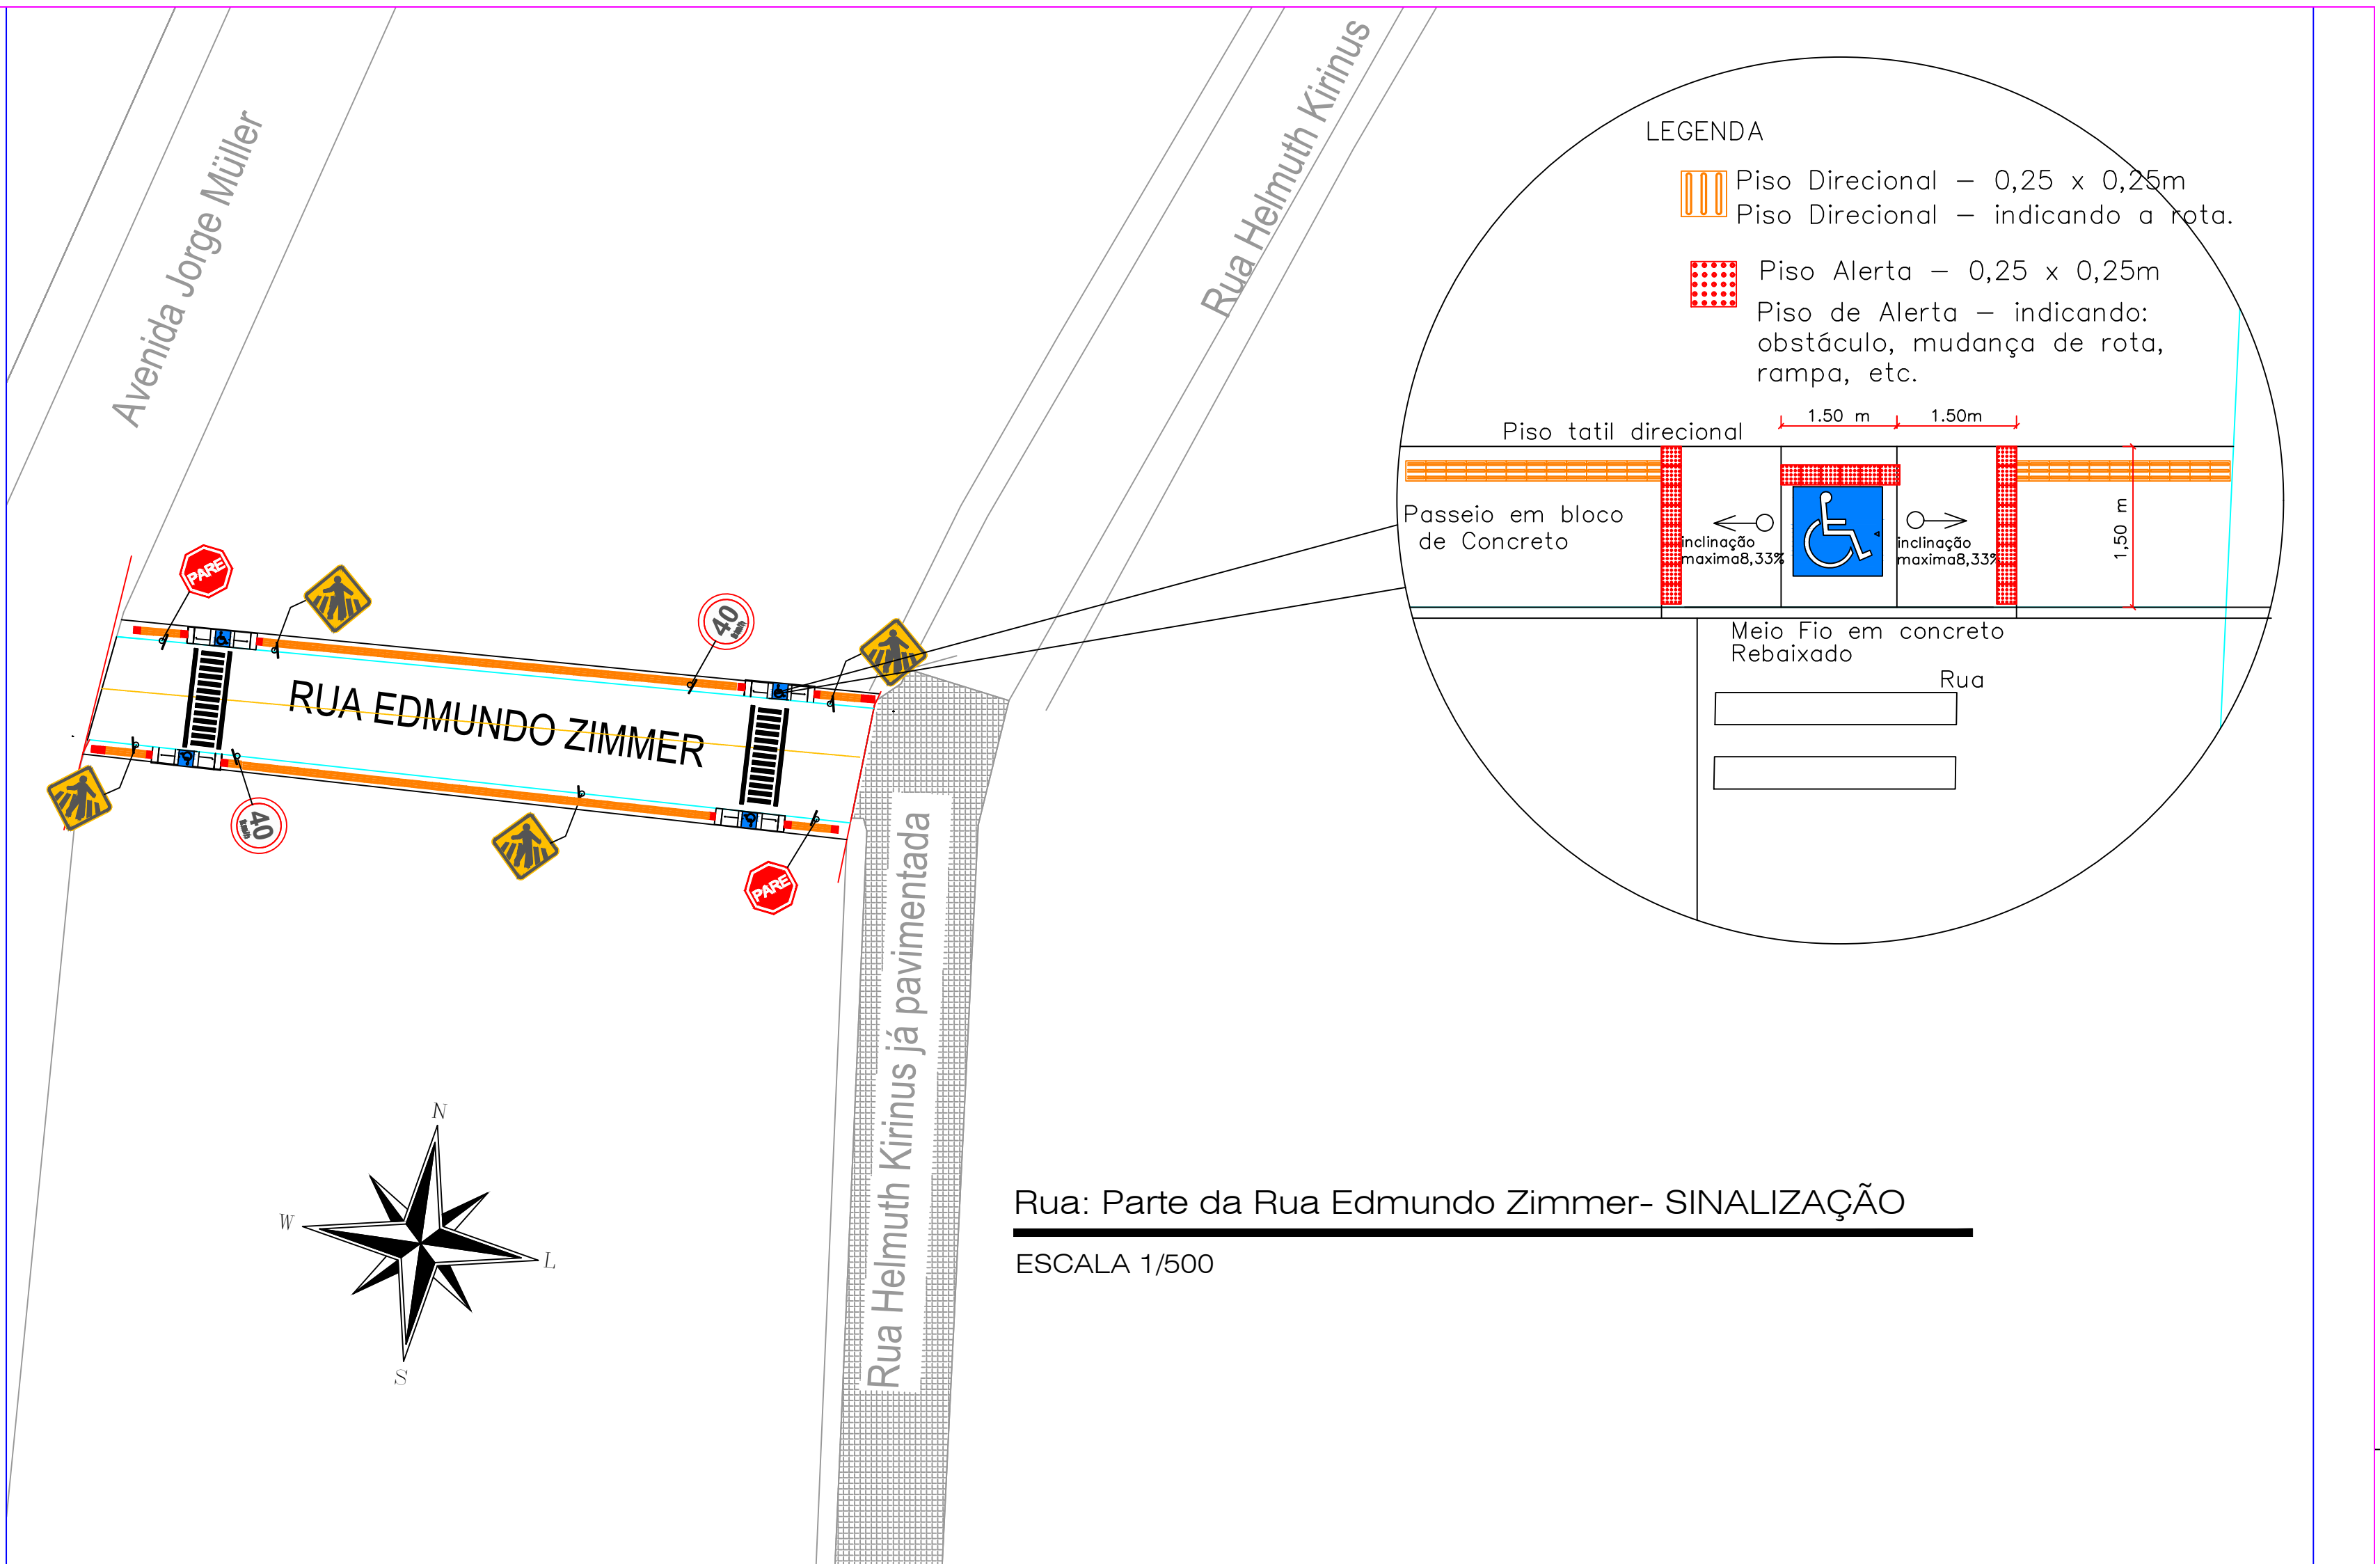 Avenida Jorge Müller
Rua Helmuth Kirinus
LEGENDA
Piso Direcional – 0,25 x 0,25m
Piso Direcional – indicando a rota.
Piso Alerta – 0,25 x 0,25m
Piso de Alerta – indicando:
obstáculo, mudança de rota,
rampa, etc.
1.50 m
1.50m
Piso tatil direcional
Passeio em bloco
de Concreto
inclinação
maxima8,33%
inclinação
maxima8,33%
1,50 m
Meio Fio em concreto
Rebaixado
Rua
PARE
40
km/h
RUA EDMUNDO ZIMMER
40
km/h
PARE
Rua Helmuth Kirinus já pavimentada
N
W
L
S
Rua: Parte da Rua Edmundo Zimmer- SINALIZAÇÃO
ESCALA 1/500